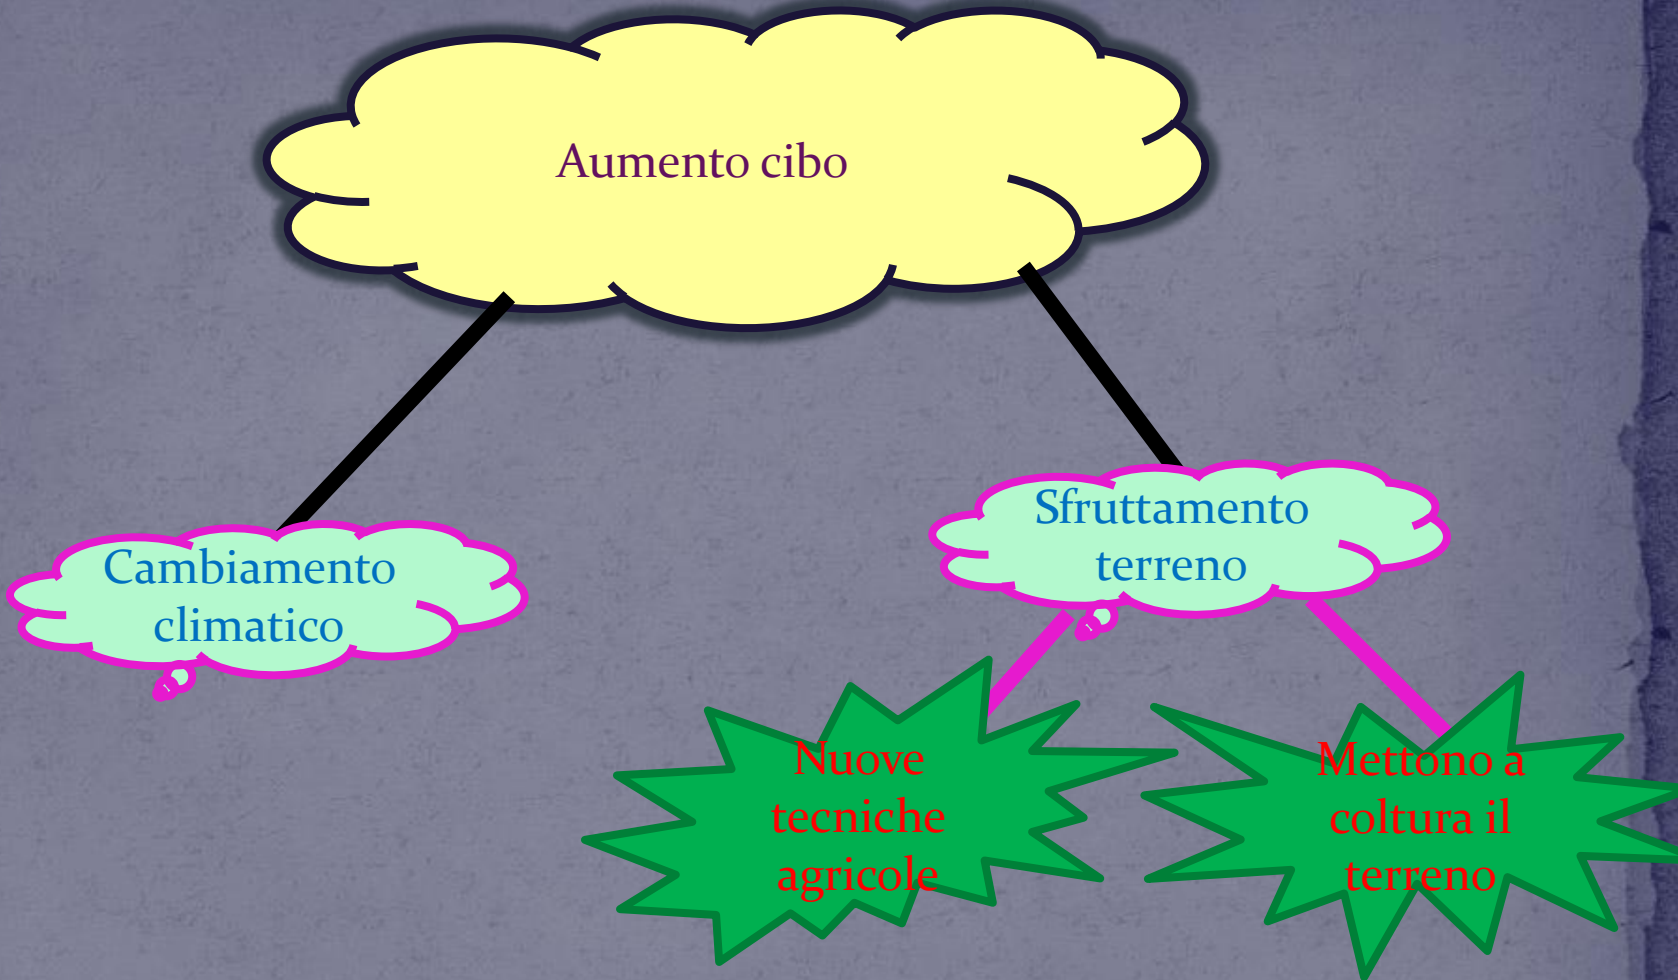 Aumento cibo
Cambiamento
climatico
Sfruttamento
terreno
Nuove
tecniche
agricole
Mettono a
coltura il
terreno